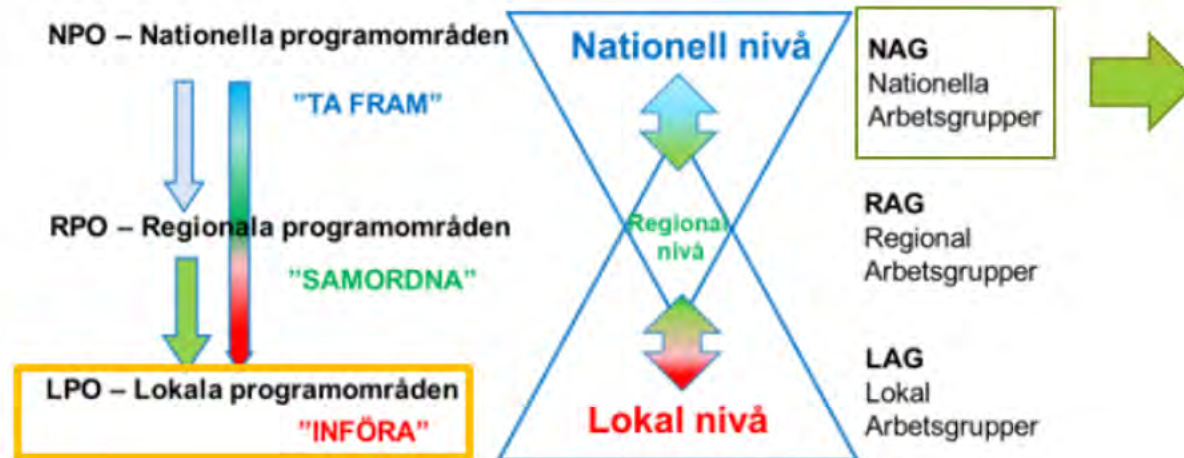 NPO – Nationella programområden
"TA FRAM"
RPO – Regionala programområden
"SAMORDNA"
LPO – Lokala programområden
"INFÖRA"
Nationell nivå
Regional
nivå
Lokal nivå
NAG
Nationella
Arbetsgrupper
RAG
Regional
Arbetsgrupper
LAG
Lokal
Arbetsgrupper